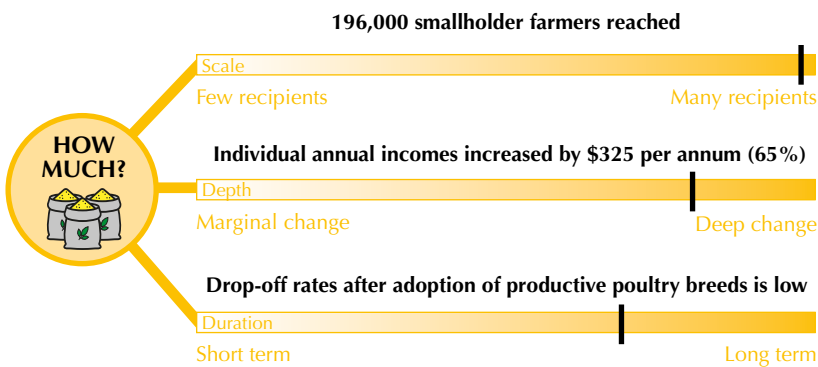 196,000 smallholder farmers reached
Scale
Few recipients
Many recipients
HOW
MUCH?
Individual annual incomes increased by $325 per annum (65%)
Depth
Marginal change
Deep change
Drop-off rates after adoption of productive poultry breeds is low
Duration
Short term
Long term